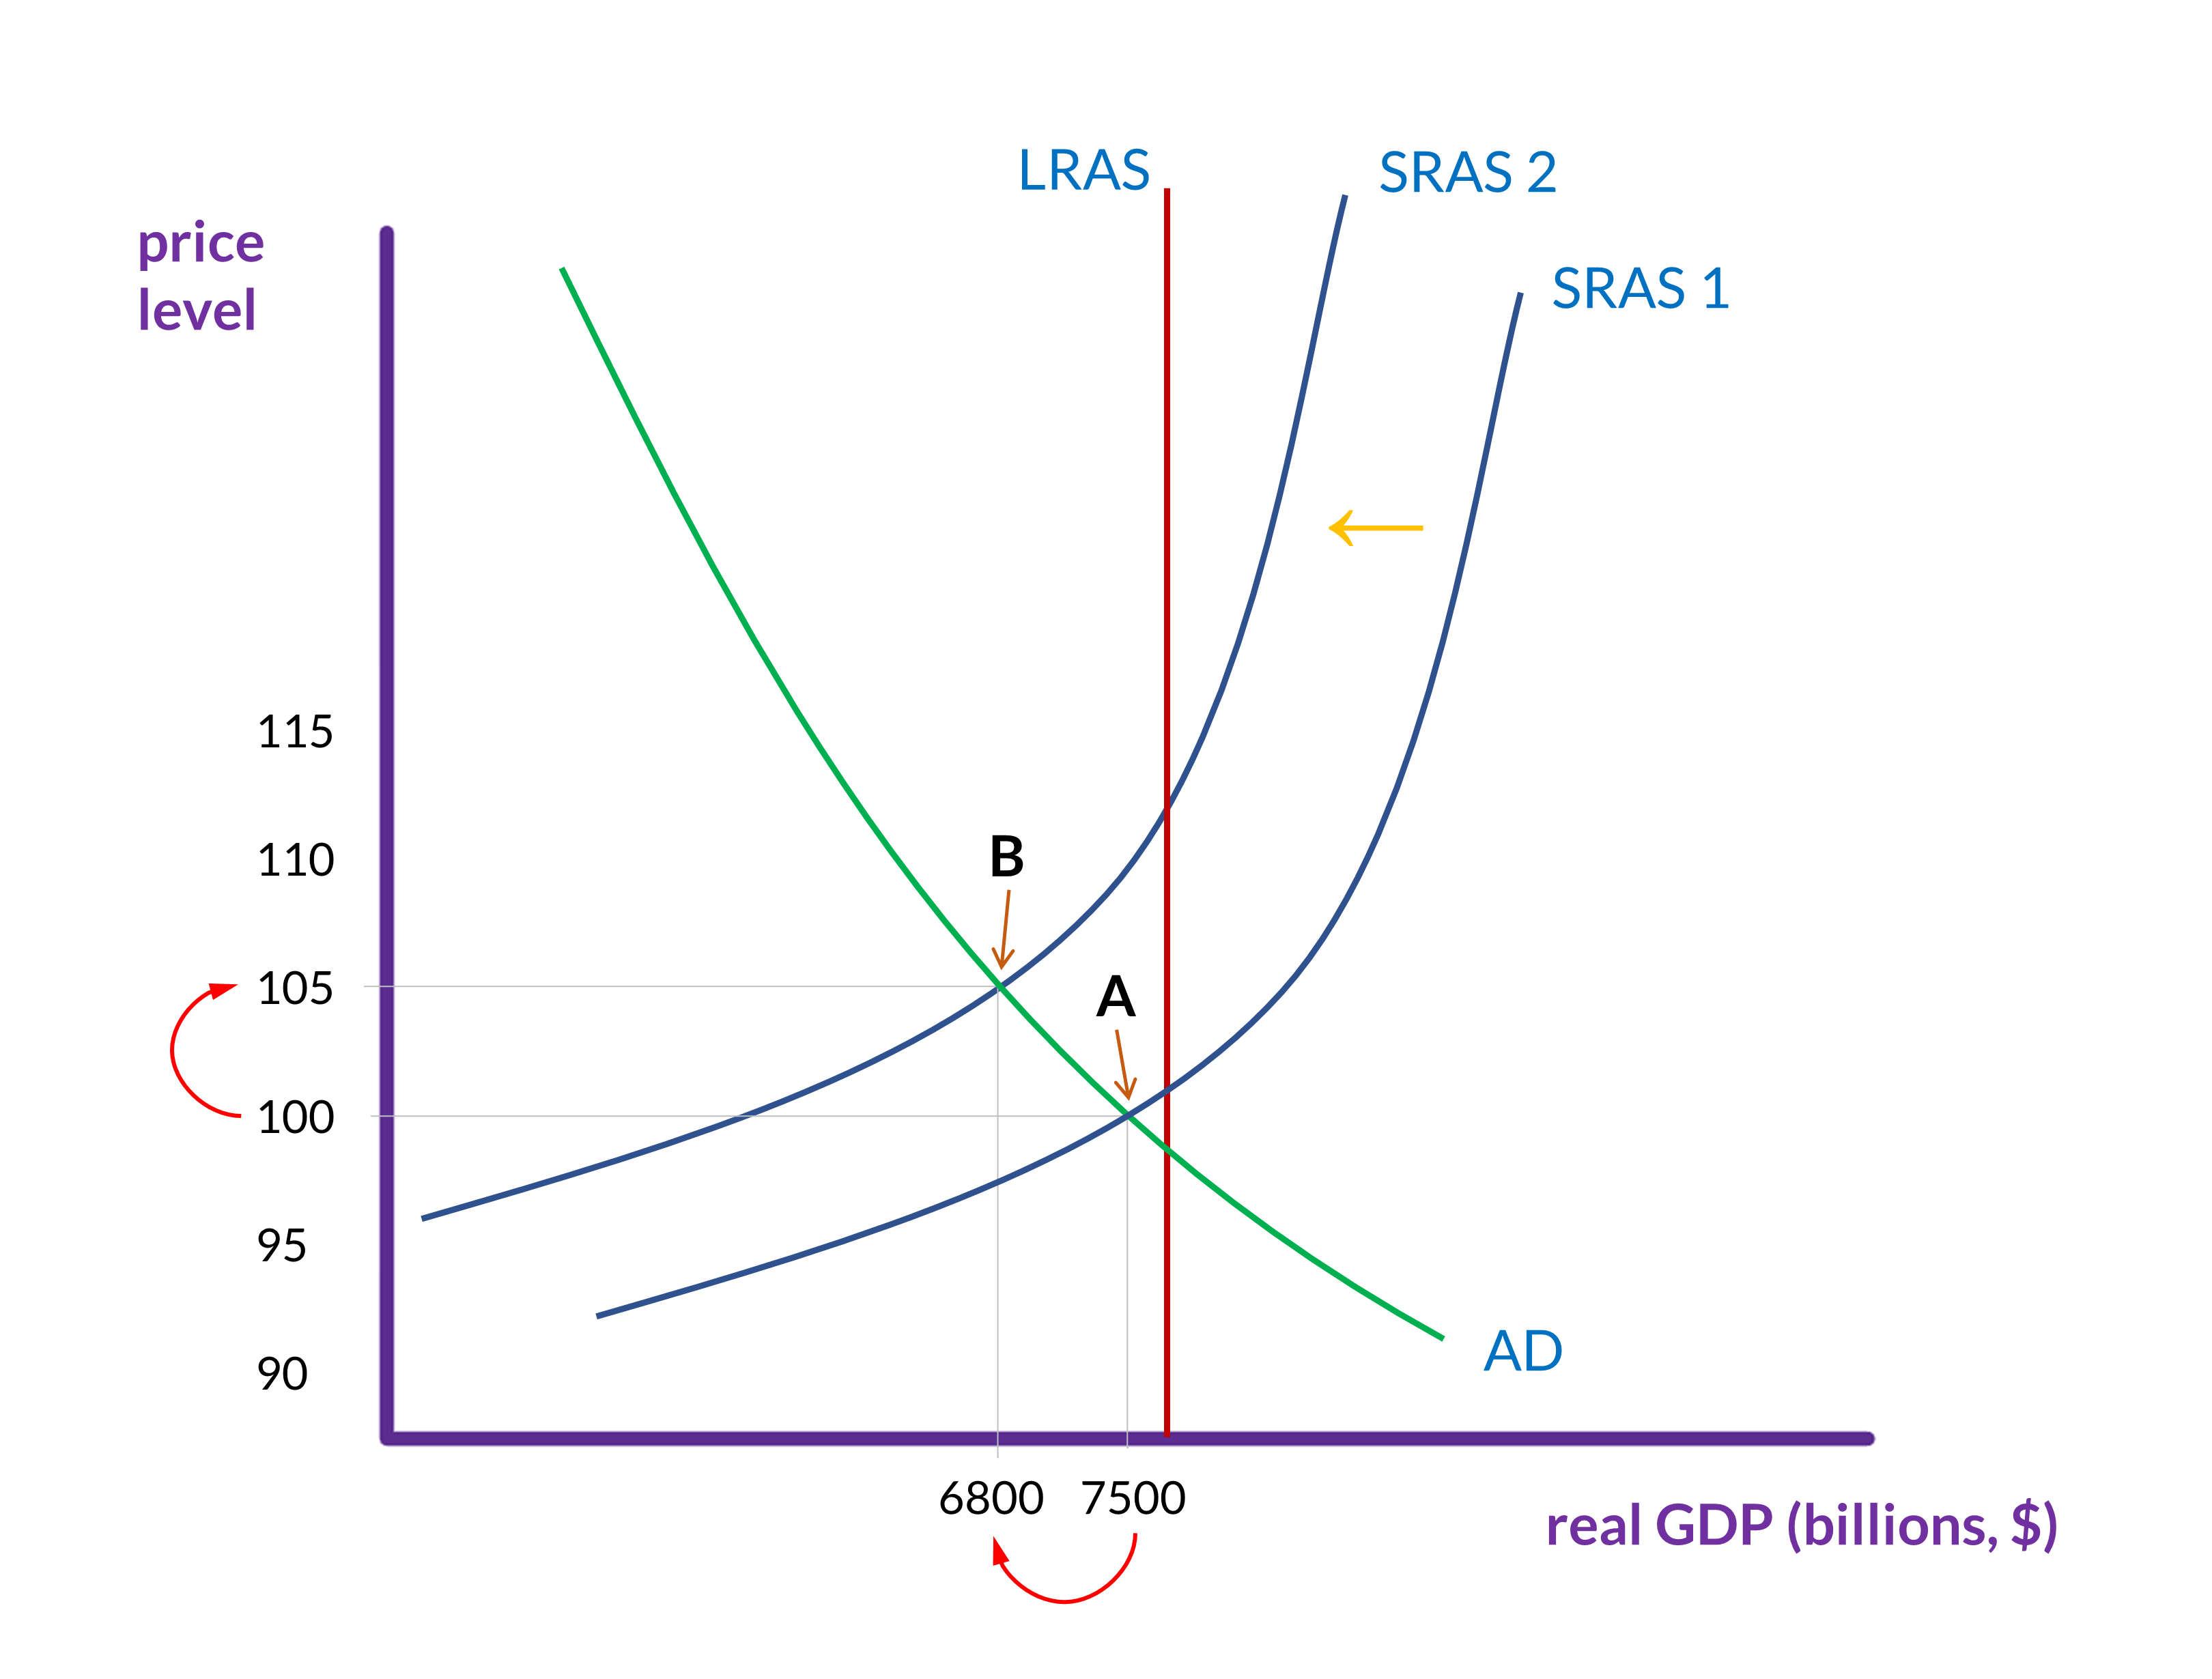 LRAS
SRAS 2
price
level
SRAS 1
115
110
B
105
A
100
95
90
AD
6800
7500
real GDP (billions, $)